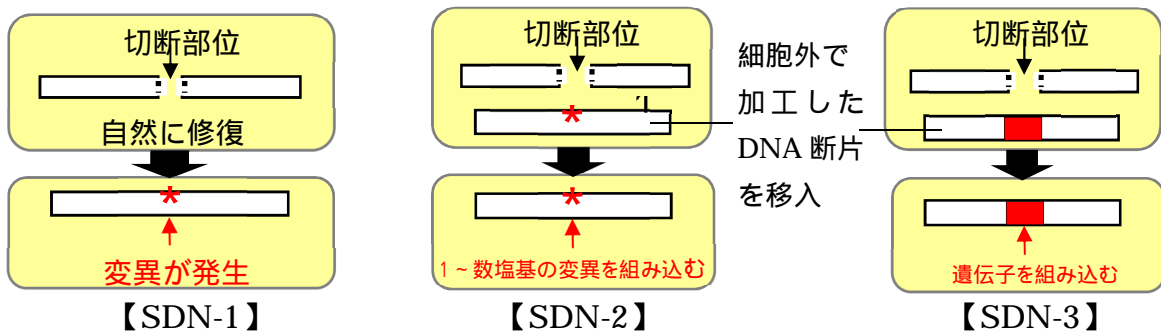 切断部位
自然に修復
変異が発生
【SDN-1】
切断部位
*
*
1~数塩基の変異を組み込む
【SDN-2】
細胞外で
加工した
DNA 断片
を移入
切断部位
遺伝子を組み込む
【SDN-3】